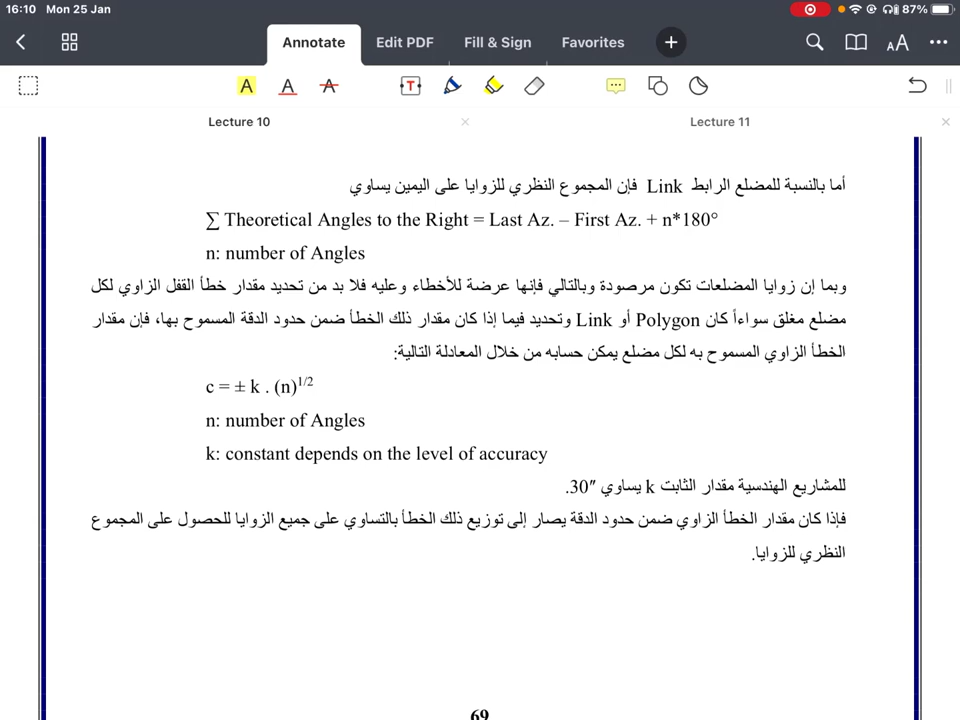 16:10 Mon 25 Jan 87%
Annotate Edit PDF Fill & Sign Favorites
A A A T
Lecture 10 Lecture 11
أما بالنسبة للمضلع الرابط Link فإن المجموع النظري للزوايا على اليمين يساوي
∑ Theoretical Angles to the Right = Last Az. – First Az. + n*180°
n: number of Angles
وبما إن زوايا المضلعات تكون مرصودة وبالتالي فإنها عرضة للأخطاء وعليه فلا بد من تحديد مقدار خطأ القفل الزاوي لكل
مضلع مغلق سواءاً كان Polygon أو Link وتحديد فيما إذا كان مقدار ذلك الخطأ ضمن حدود الدقة المسموح بها، فإن مقدار
الخطأ الزاوي المسموح به لكل مضلع يمكن حسابه من خلال المعادلة التالية:
c = ± k . (n)^1/2
n: number of Angles
k: constant depends on the level of accuracy
للمشاريع الهندسية مقدار الثابت k يساوي 30″.
فإذا كان مقدار الخطأ الزاوي ضمن حدود الدقة يصار إلى توزيع ذلك الخطأ بالتساوي على جميع الزوايا للحصول على المجموع
النظري للزوايا.
69